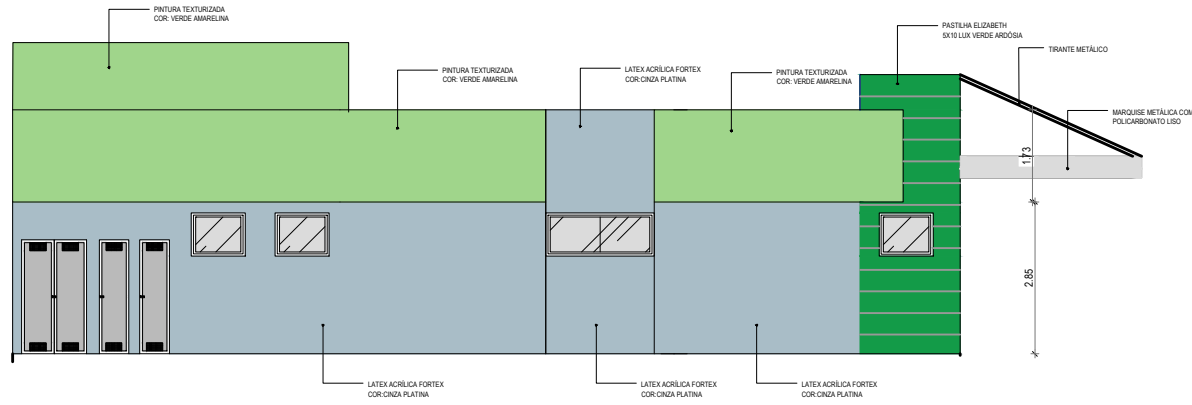 PINTURA TEXTURIZADA
COR: VERDE AMARELINA
PINTURA TEXTURIZADA
COR: VERDE AMARELINA
LATEX ACRÍLICA FORTEX
COR:CINZA PLATINA
PINTURA TEXTURIZADA
COR: VERDE AMARELINA
PASTILHA ELIZABETH
5X10 LUX VERDE ARDÓSIA
TIRANTE METÁLICO
MARQUISE METÁLICA COM
POLICARBONATO LISO
1.73
2.85
LATEX ACRÍLICA FORTEX
COR:CINZA PLATINA
LATEX ACRÍLICA FORTEX
COR:CINZA PLATINA
LATEX ACRÍLICA FORTEX
COR:CINZA PLATINA